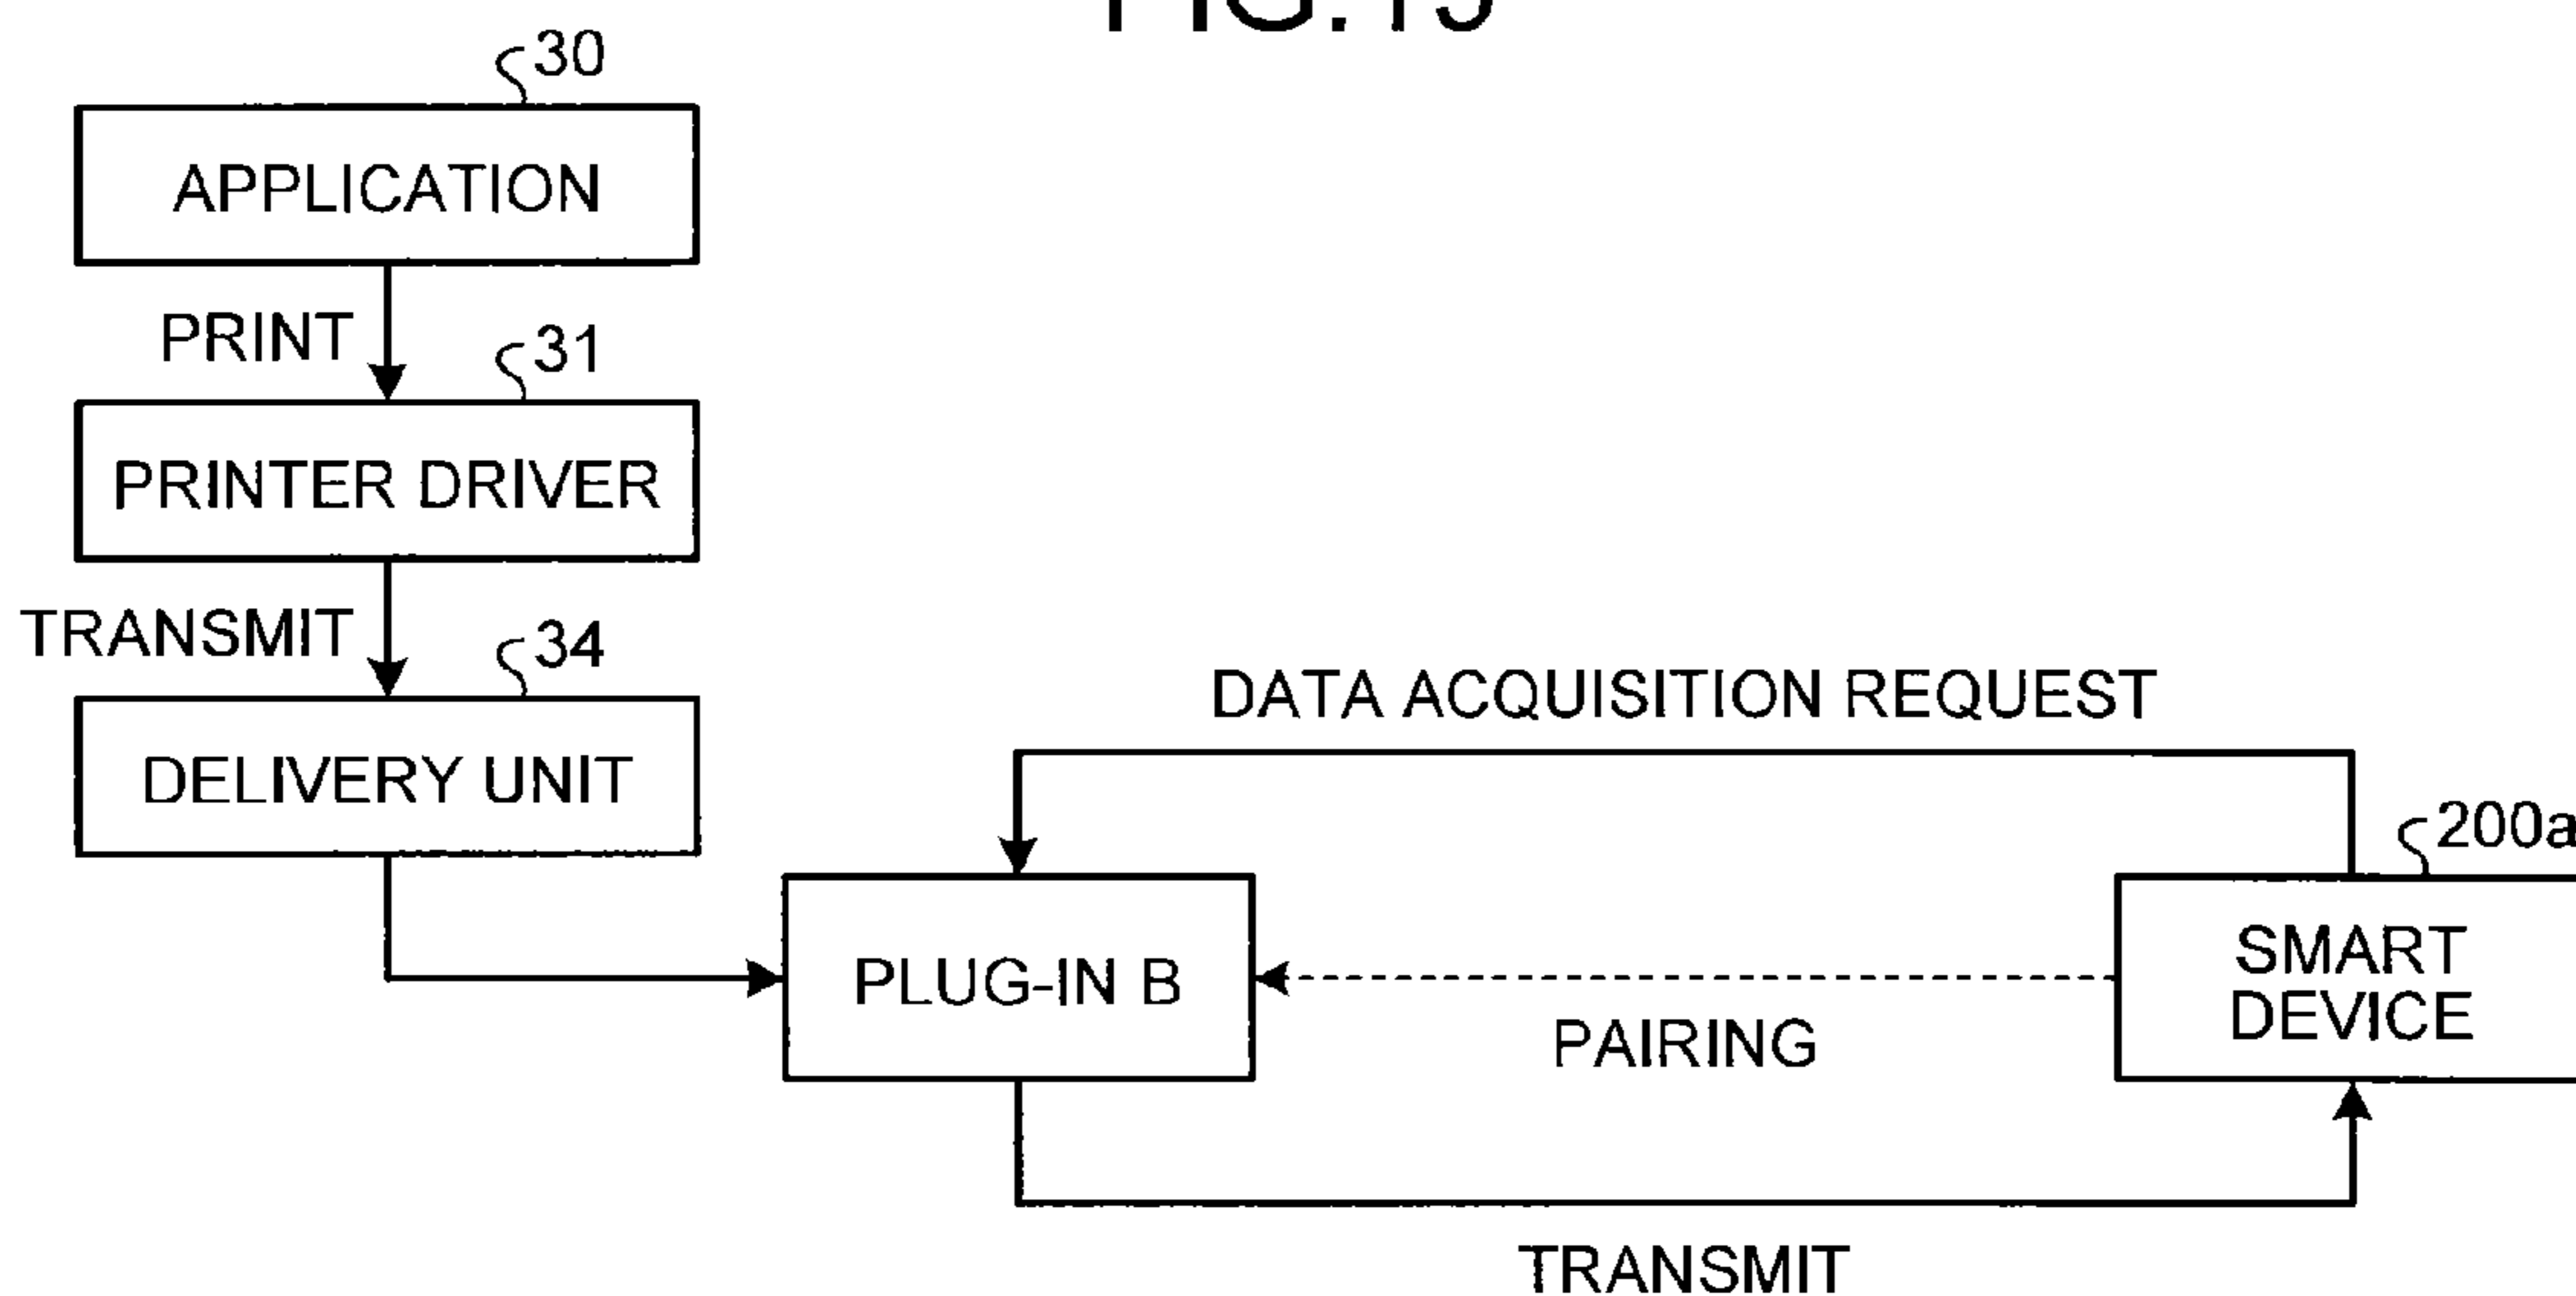 30
APPLICATION
PRINT
31
PRINTER DRIVER
TRANSMIT
34
DELIVERY UNIT
DATA ACQUISITION REQUEST
200a
PLUG-IN B
SMART
DEVICE
PAIRING
TRANSMIT